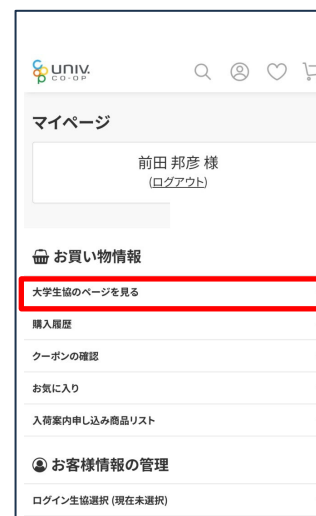 UNIV.
CO-OP
マイページ
前田 邦彦 様
(ログアウト)
お買い物情報
大学生協のページを見る
購入履歴
クーポンの確認
お気に入り
入荷案内申し込み商品リスト
お客様情報の管理
ログイン生協選択 (現在未選択)